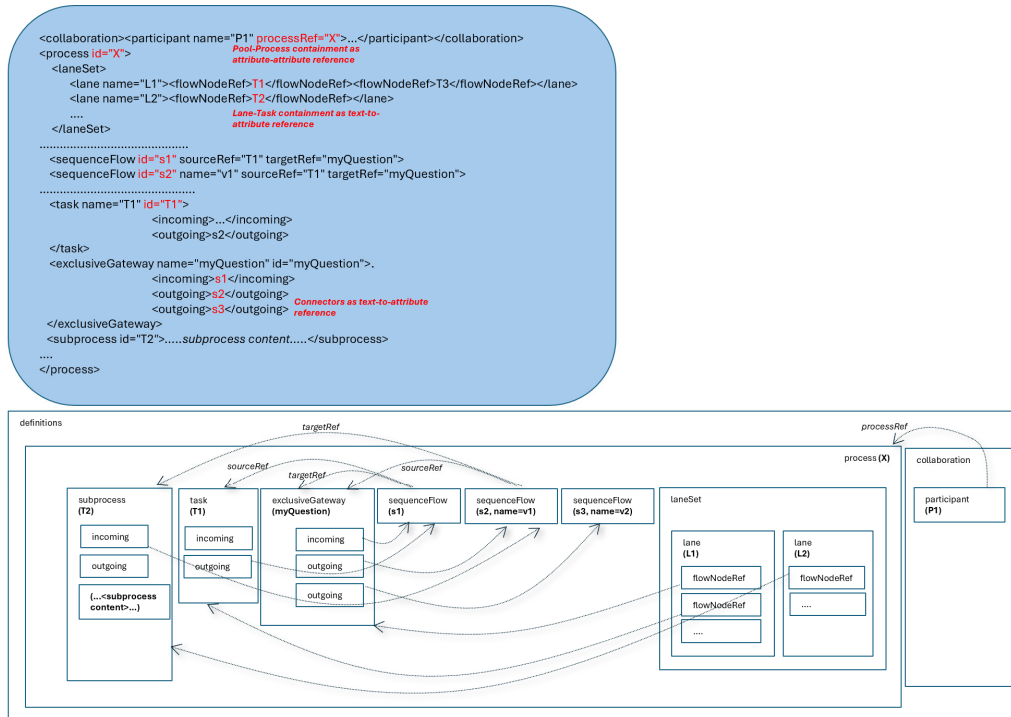 <collaboration><participant name="P1" processRef="X">...</participant></collaboration>
<process id="X">
Pool-Process containment as
attribute-attribute reference
<laneSet>
<lane name="L1"><flowNodeRef>T1</flowNodeRef><flowNodeRef>T3</flowNodeRef></lane>
<lane name="L2"><flowNodeRef>T2</flowNodeRef></lane>
....
Lane-Task containment as text-to-
attribute reference
</laneSet>
............................................
<sequenceFlow id="s1" sourceRef="T1" targetRef="myQuestion">
<sequenceFlow id="s2" name="v1" sourceRef="T1" targetRef="myQuestion">
..............................................
<task name="T1" id="T1">
<incoming>...</incoming>
<outgoing>s2</outgoing>
</task>
<exclusiveGateway name="myQuestion" id="myQuestion">.
<incoming>s1</incoming>
<outgoing>s2</outgoing>
<outgoing>s3</outgoing>
Connectors as text-to-attribute
reference
</exclusiveGateway>
<subprocess id="T2">.....subprocess content.....</subprocess>
....
</process>
definitions
targetRef
processRef
sourceRef
targetRef
sourceRef
process (X)
collaboration
subprocess
(T2)
incoming
outgoing
(...<subprocess
content>...)
task
(T1)
incoming
outgoing
exclusiveGateway
(myQuestion)
incoming
outgoing
outgoing
sequenceFlow
(s1)
sequenceFlow
(s2, name=v1)
sequenceFlow
(s3, name=v2)
laneSet
lane
(L1)
flowNodeRef
flowNodeRef
....
lane
(L2)
flowNodeRef
....
participant
(P1)